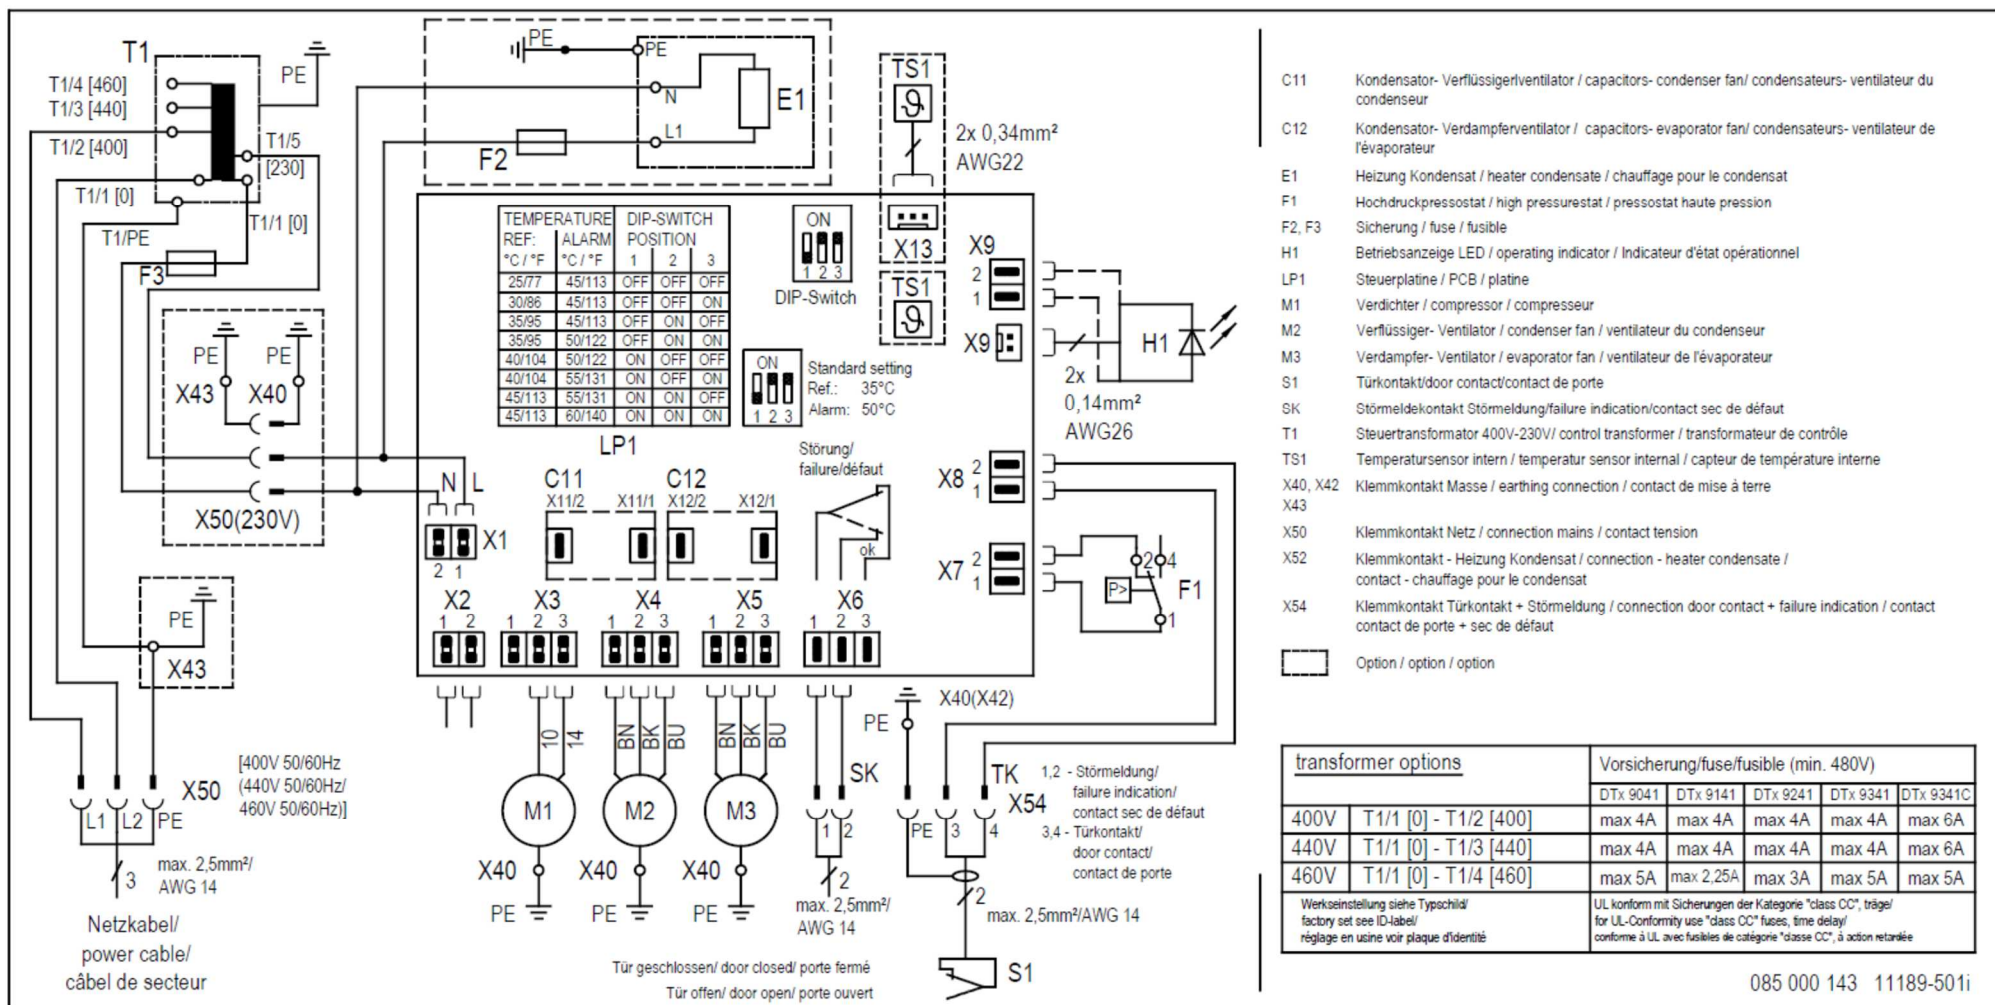 T1
T1/4 [460]
T1/3 [440]
T1/2 [400]
PE
T1/5
[230]
T1/1 [0]
T1/1 [0]
T1/PE
F3
PE PE
X43 X40
X50(230V)
PE
X43
[400V 50/60Hz
(440V 50/60Hz/
460V 50/60Hz)]
X50
L1 L2 PE
3
max. 2,5mm²/
AWG 14
Netzkabel/
power cable/
câbel de secteur
PE
PE
N
L1
E1
F2
TS1
2x 0,34mm²
AWG22
X13
TS1
TEMPERATURE DIP-SWITCH
REF: ALARM POSITION
°C / °F °C / °F 1 2 3
25/77 45/113 OFF OFF OFF
30/86 45/113 OFF OFF ON
35/95 45/113 OFF ON OFF
35/95 50/122 OFF ON ON
40/104 50/122 ON OFF OFF
40/104 55/131 ON OFF ON
45/113 55/131 ON ON OFF
45/113 60/140 ON ON ON
LP1
ON
1 2 3
DIP-Switch
ON
1 2 3
Standard setting
Ref.: 35°C
Alarm: 50°C
Störung/
failure/défaut
ok
N L
X1
2 1
C11
X11/2 X11/1
C12
X12/2 X12/1
X2
1 2
X3
1 2 3
X4
1 2 3
X5
1 2 3
X6
1 2 3
X9
2
1
X9
H1
2x
0,14mm²
AWG26
X8
2
1
X7
2
1
2 4
P>
F1
1
10 14
BN BK BU
BN BK BU
M1
M2
M3
X40
X40
X40
PE
PE
PE
SK
1 2
2
max. 2,5mm²/
AWG 14
X40(X42)
PE
TK
X54
PE 3 4
1,2 - Störmeldung/
failure indication/
contact sec de défaut
3,4 - Türkontakt/
door contact/
contact de porte
2
max. 2,5mm²/AWG 14
Tür geschlossen/ door closed/ porte fermé
Tür offen/ door open/ porte ouvert
S1
C11 Kondensator- Verflüssigerlventilator / capacitors- condenser fan/ condensateurs- ventilateur du
condenseur
C12 Kondensator- Verdampferventilator / capacitors- evaporator fan/ condensateurs- ventilateur de
l'évaporateur
E1 Heizung Kondensat / heater condensate / chauffage pour le condensat
F1 Hochdruckpressostat / high pressurestat / pressostat haute pression
F2, F3 Sicherung / fuse / fusible
H1 Betriebsanzeige LED / operating indicator / Indicateur d'état opérationnel
LP1 Steuerplatine / PCB / platine
M1 Verdichter / compressor / compresseur
M2 Verflüssiger- Ventilator / condenser fan / ventilateur du condenseur
M3 Verdampfer- Ventilator / evaporator fan / ventilateur de l'évaporateur
S1 Türkontakt/door contact/contact de porte
SK Störmeldekontakt Störmeldung/failure indication/contact sec de défaut
T1 Steuertransformator 400V-230V/ control transformer / transformateur de contrôle
TS1 Temperatursensor intern / temperatur sensor internal / capteur de température interne
X40, X42 Klemmkontakt Masse / earthing connection / contact de mise à terre
X43
X50 Klemmkontakt Netz / connection mains / contact tension
X52 Klemmkontakt - Heizung Kondensat / connection - heater condensate /
contact - chauffage pour le condensat
X54 Klemmkontakt Türkontakt + Störmeldung / connection door contact + failure indication / contact
contact de porte + sec de défaut
Option / option / option
transformer options Vorsicherung/fuse/fusible (min. 480V)
DTx 9041 DTx 9141 DTx 9241 DTx 9341 DTx 9341C
400V T1/1 [0] - T1/2 [400] max 4A max 4A max 4A max 4A max 6A
440V T1/1 [0] - T1/3 [440] max 4A max 4A max 4A max 4A max 6A
460V T1/1 [0] - T1/4 [460] max 5A max 2,25A max 3A max 5A max 5A
Werkseinstellung siehe Typschild/
factory set see ID-label/
réglage en usine voir plaque d'identité
UL konform mit Sicherungen der Kategorie "class CC", träge/
for UL-Conformity use "class CC" fuses, time delay/
conforme à UL avec fusibles de catégorie "classe CC", à action retardée
085 000 143 11189-501i